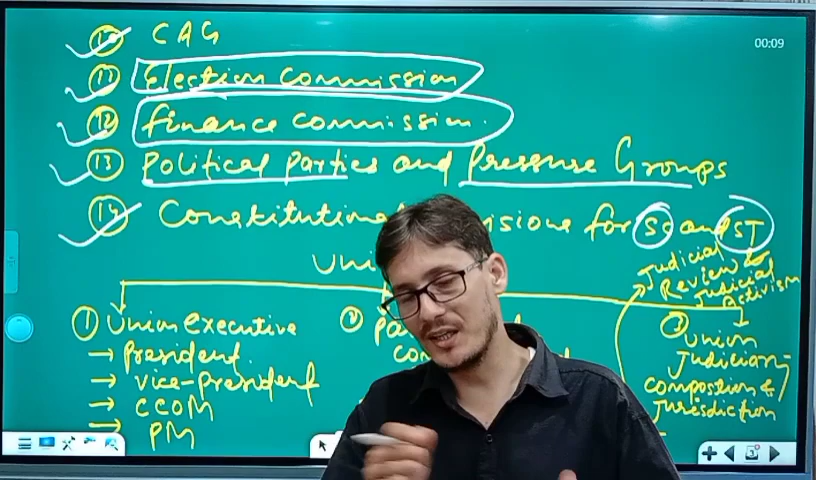 10 CAG
00:09
11 Election Commission
12 finance commission.
13 Political Parties and Pressure Groups
14 Constitutional for SC and ST
Judicial
Review &
Judicial
Activism
1 Union executive
→ President
→ Vice-President
→ CCOM
→ PM
2
3 Union
Judiciary
Compostion &
Jurisdiction
3